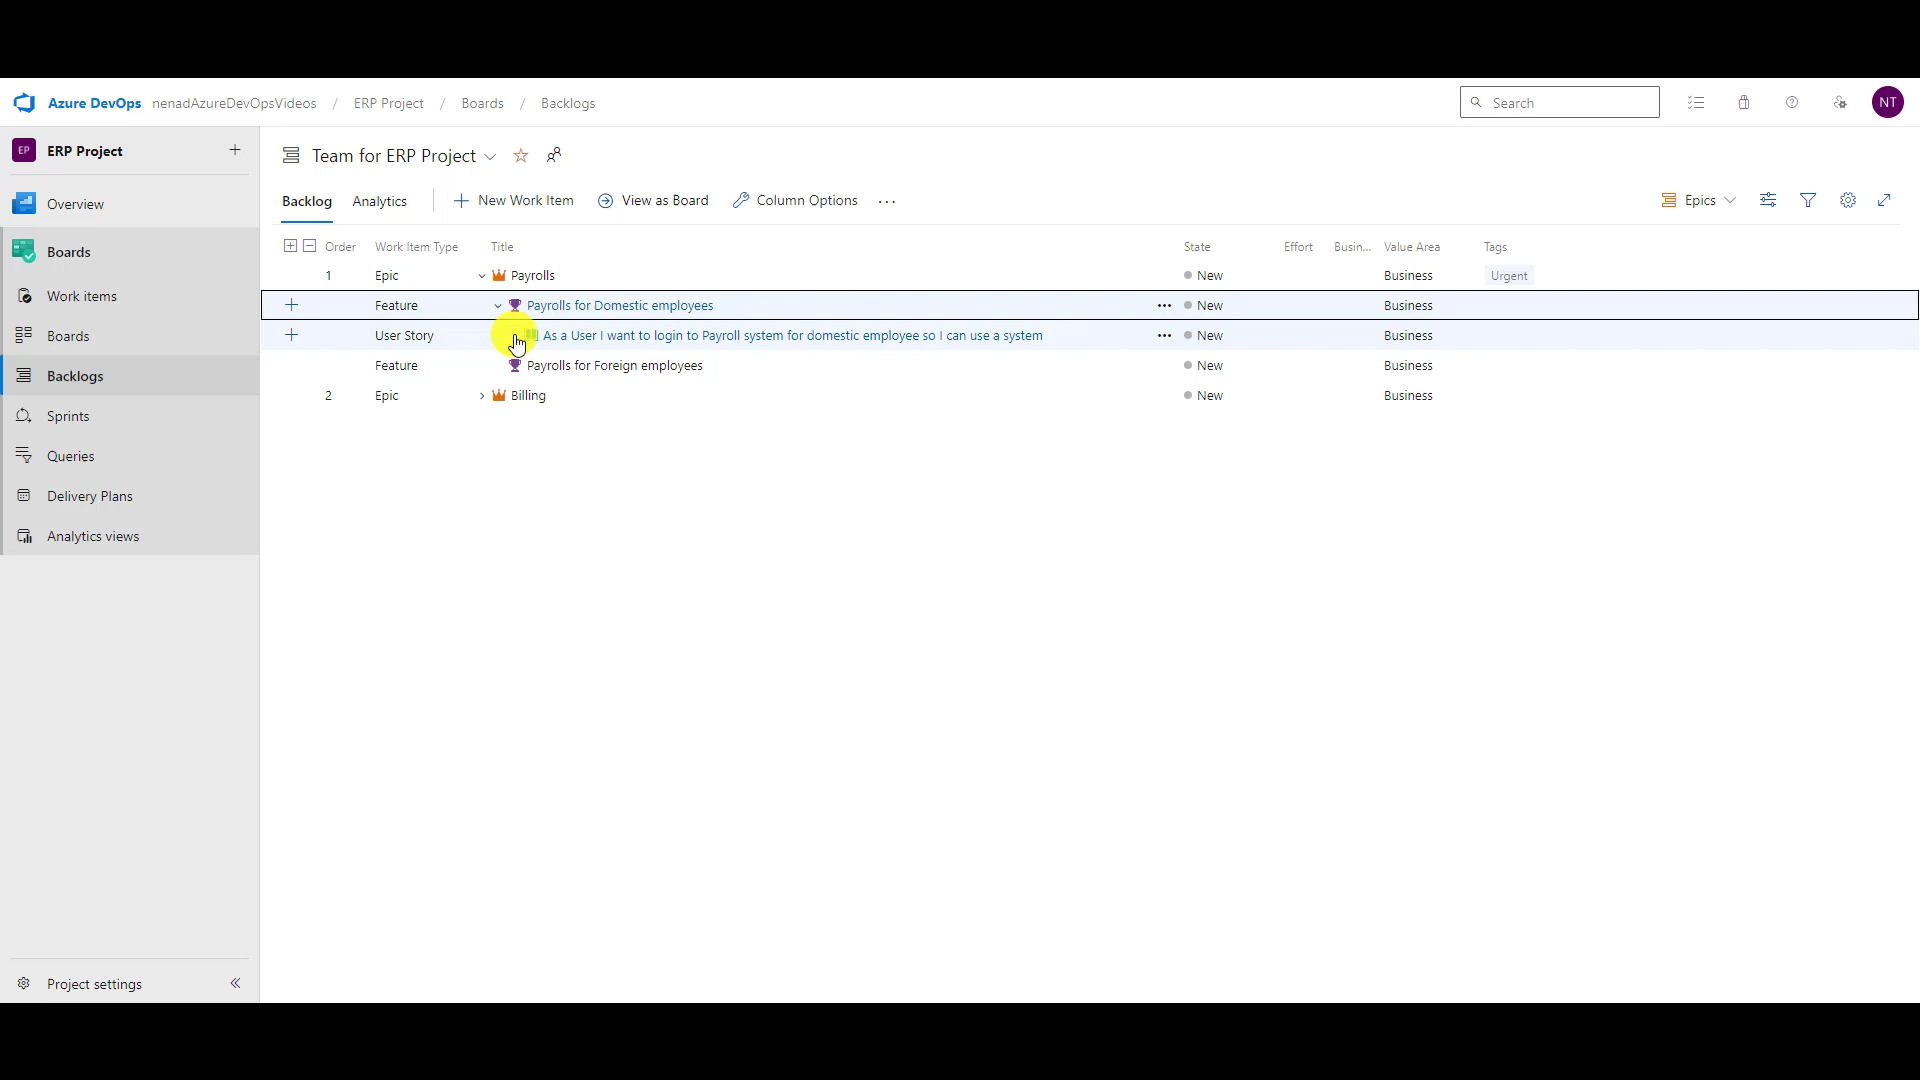 Azure DevOps nenadAzureDevOpsVideos / ERP Project / Boards / Backlogs Search NT
EP ERP Project
Team for ERP Project
Overview
Backlog Analytics New Work Item View as Board Column Options ... Epics
Order Work Item Type Title State Effort Busin... Value Area Tags
Boards
1 Epic Payrolls New Business Urgent
Work items
Feature Payrolls for Domestic employees ... New Business
Boards
User Story As a User I want to login to Payroll system for domestic employee so I can use a system ... New Business
Feature Payrolls for Foreign employees New Business
Backlogs
2 Epic Billing New Business
Sprints
Queries
Delivery Plans
Analytics views
Project settings